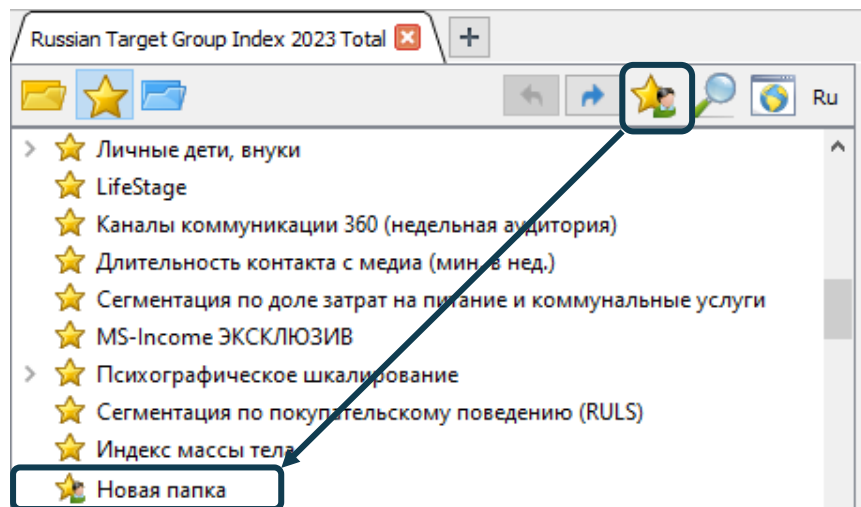 Russian Target Group Index 2023 Total
Ru
Личные дети, внуки
LifeStage
Каналы коммуникации 360 (недельная аудитория)
Длительность контакта с медиа (мин. в нед.)
Сегментация по доле затрат на питание и коммунальные услуги
MS-Income ЭКСКЛЮЗИВ
Психографическое шкалирование
Сегментация по покупательскому поведению (RULS)
Индекс массы тела
Новая папка